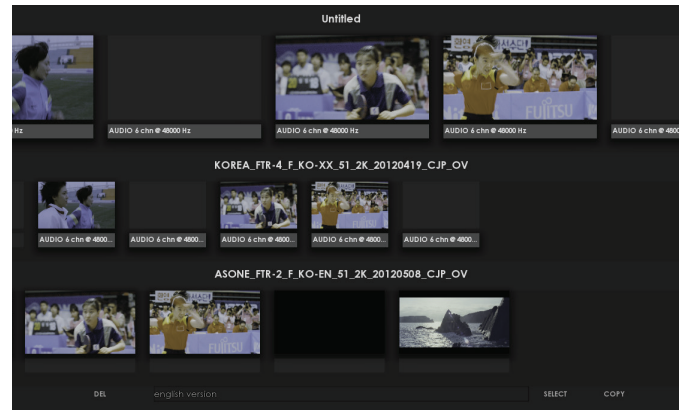 Untitled
Hz
AUDIO 6 chn @ 48000 Hz
AUDIO 6 chn @ 48000 Hz
AUDIO 6 chn @ 48000 Hz
AUDIO 6 chn @ 4800
FUJITSU
KOREA_FTR-4_F_KO-XX_51_2K_20120419_CJP_OV
AUDIO 6 chn @ 4800...
AUDIO 6 chn @ 4800...
AUDIO 6 chn @ 4800...
AUDIO 6 chn @ 4800...
AUDIO 6 chn @ 4800...
ASONE_FTR-2_F_KO-EN_51_2K_20120508_CJP_OV
FUJITSU
DEL
english version
SELECT
COPY